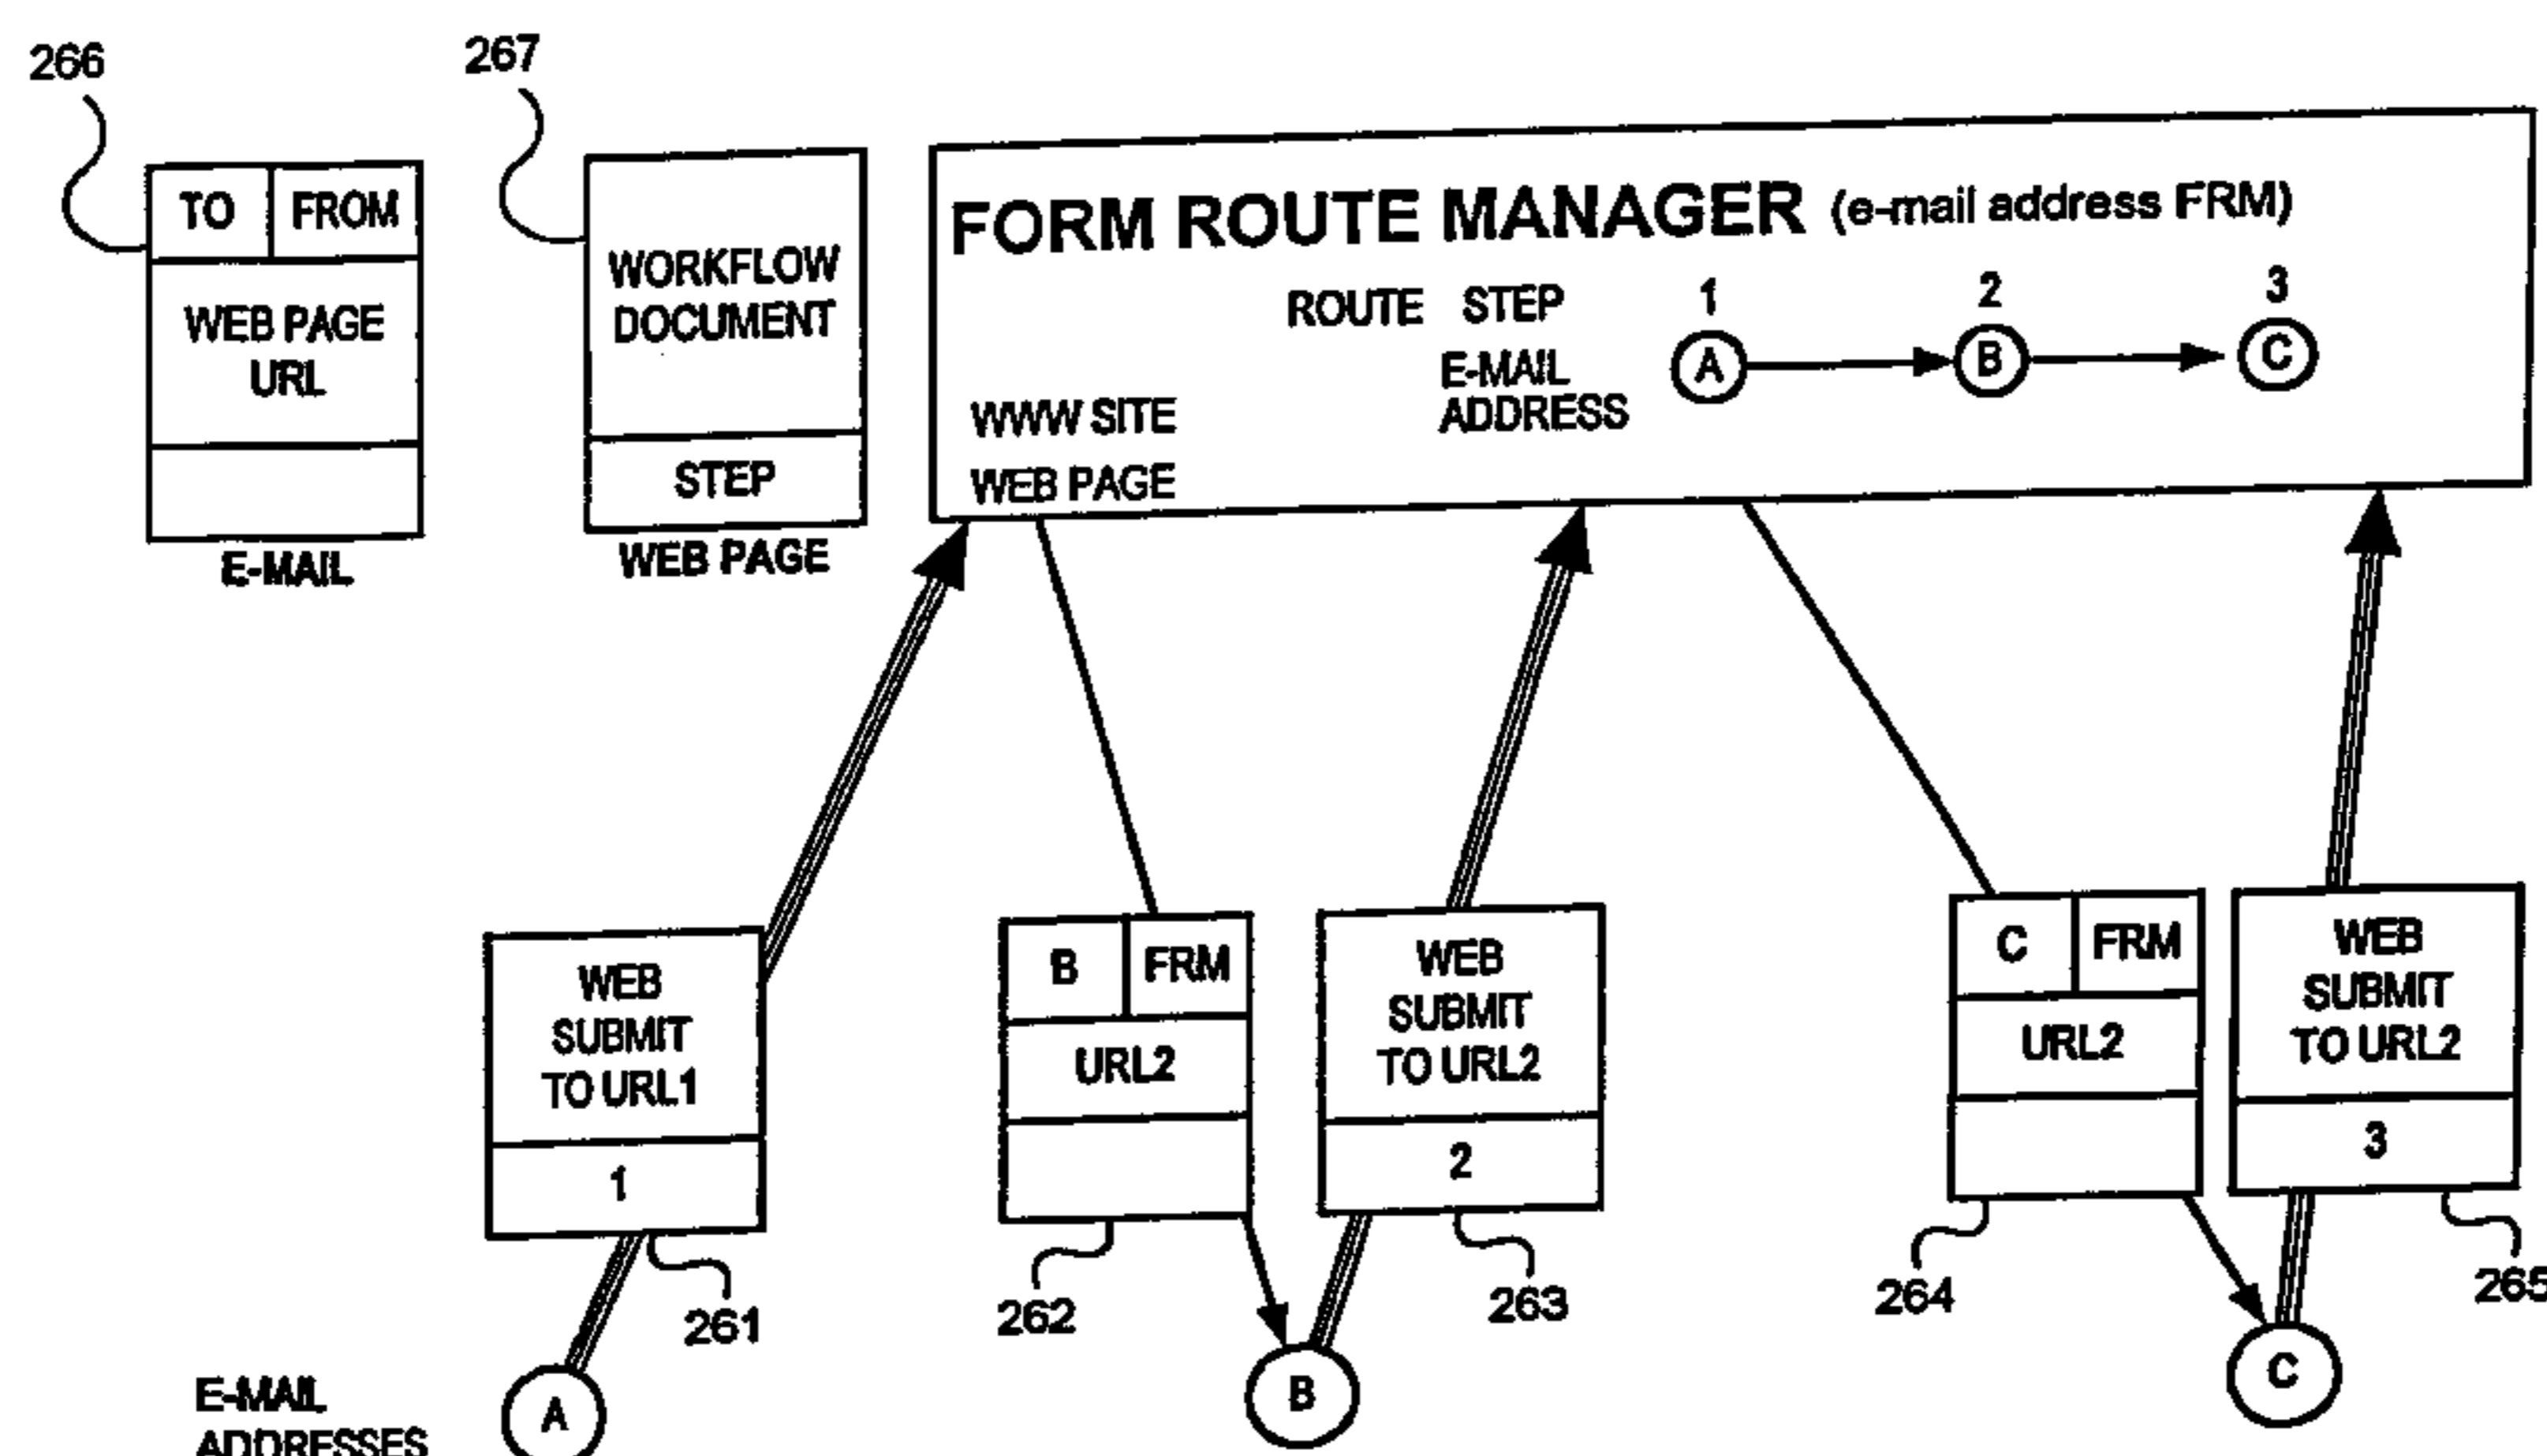 266
267
TO FROM
WEB PAGE
URL
E-MAIL
WORKFLOW
DOCUMENT
STEP
WEB PAGE
FORM ROUTE MANAGER (e-mail address FRM)
ROUTE STEP 1 2 3
E-MAIL
ADDRESS
A B C
WWW SITE
WEB PAGE
WEB
SUBMIT
TO URL1
1
261
B FRM
URL2
262
WEB
SUBMIT
TO URL2
2
263
C FRM
URL2
264
WEB
SUBMIT
TO URL2
3
265
E-MAIL
ADDRESSES
A
B
C